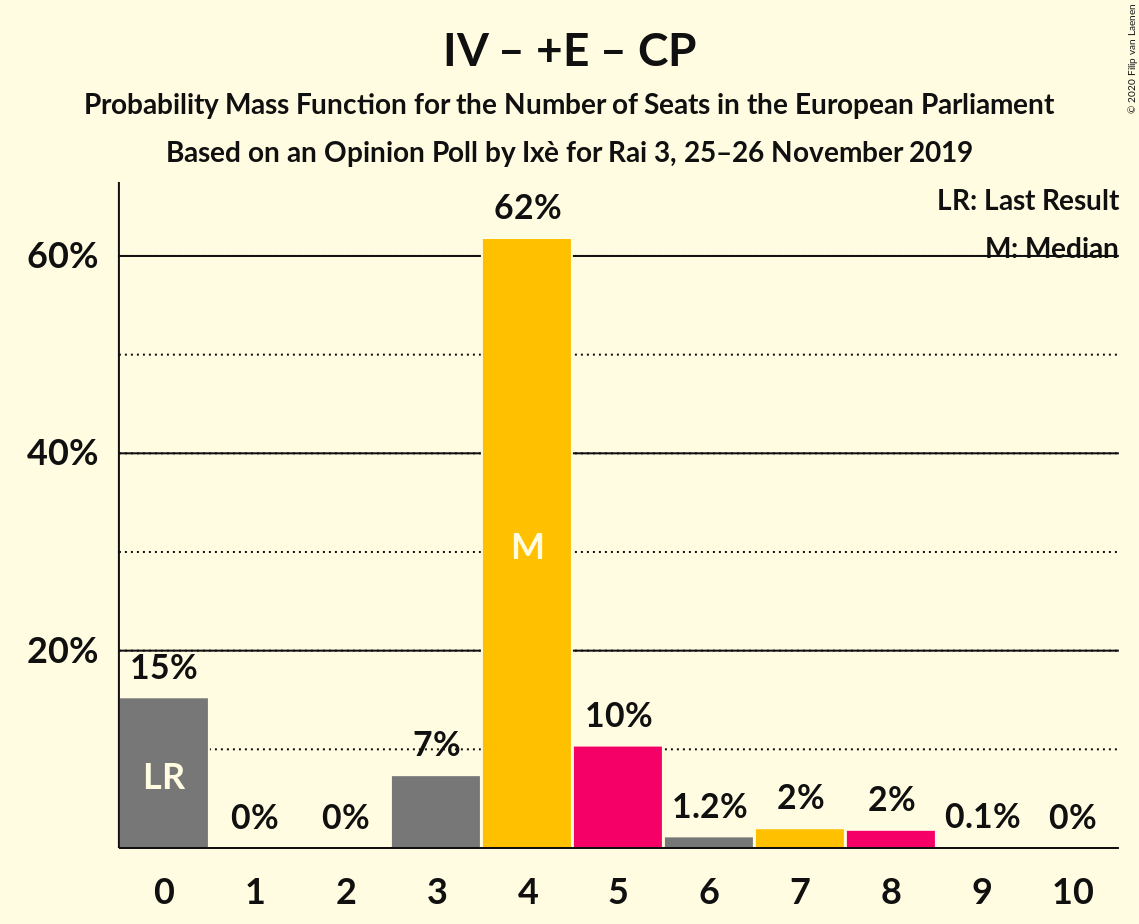 IV – +E – CP
Probability Mass Function for the Number of Seats in the European Parliament
Based on an Opinion Poll by Ixè for Rai 3, 25–26 November 2019
© 2020 Filip van Laenen
LR: Last Result
M: Median
60%
40%
20%
15%
0%
0%
7%
62%
10%
1.2%
2%
2%
0.1%
0%
LR
M
0 1 2 3 4 5 6 7 8 9 10